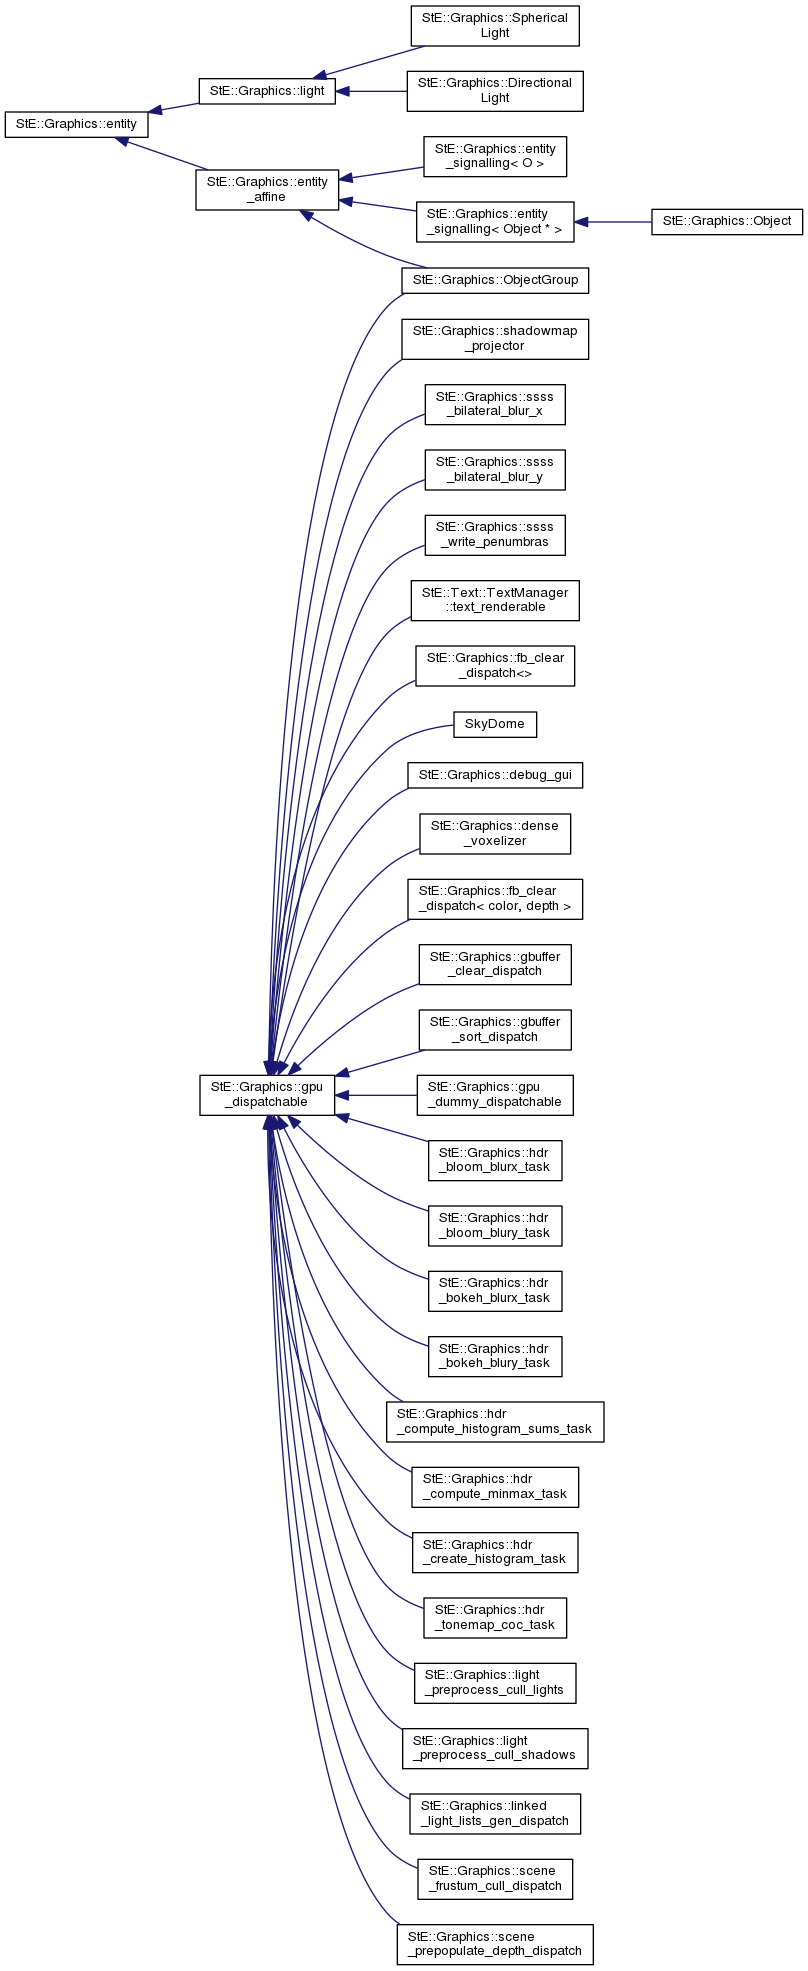 StE::Graphics::Spherical
Light
StE::Graphics::light
StE::Graphics::Directional
Light
StE::Graphics::entity
StE::Graphics::entity
_signalling< O >
StE::Graphics::entity
_affine
StE::Graphics::entity
_signalling< Object * >
StE::Graphics::Object
StE::Graphics::ObjectGroup
StE::Graphics::shadowmap
_projector
StE::Graphics::ssss
_bilateral_blur_x
StE::Graphics::ssss
_bilateral_blur_y
StE::Graphics::ssss
_write_penumbras
StE::Text::TextManager
::text_renderable
StE::Graphics::fb_clear
_dispatch<>
SkyDome
StE::Graphics::debug_gui
StE::Graphics::dense
_voxelizer
StE::Graphics::fb_clear
_dispatch< color, depth >
StE::Graphics::gbuffer
_clear_dispatch
StE::Graphics::gbuffer
_sort_dispatch
StE::Graphics::gpu
_dispatchable
StE::Graphics::gpu
_dummy_dispatchable
StE::Graphics::hdr
_bloom_blurx_task
StE::Graphics::hdr
_bloom_blury_task
StE::Graphics::hdr
_bokeh_blurx_task
StE::Graphics::hdr
_bokeh_blury_task
StE::Graphics::hdr
_compute_histogram_sums_task
StE::Graphics::hdr
_compute_minmax_task
StE::Graphics::hdr
_create_histogram_task
StE::Graphics::hdr
_tonemap_coc_task
StE::Graphics::light
_preprocess_cull_lights
StE::Graphics::light
_preprocess_cull_shadows
StE::Graphics::linked
_light_lists_gen_dispatch
StE::Graphics::scene
_frustum_cull_dispatch
StE::Graphics::scene
_prepopulate_depth_dispatch